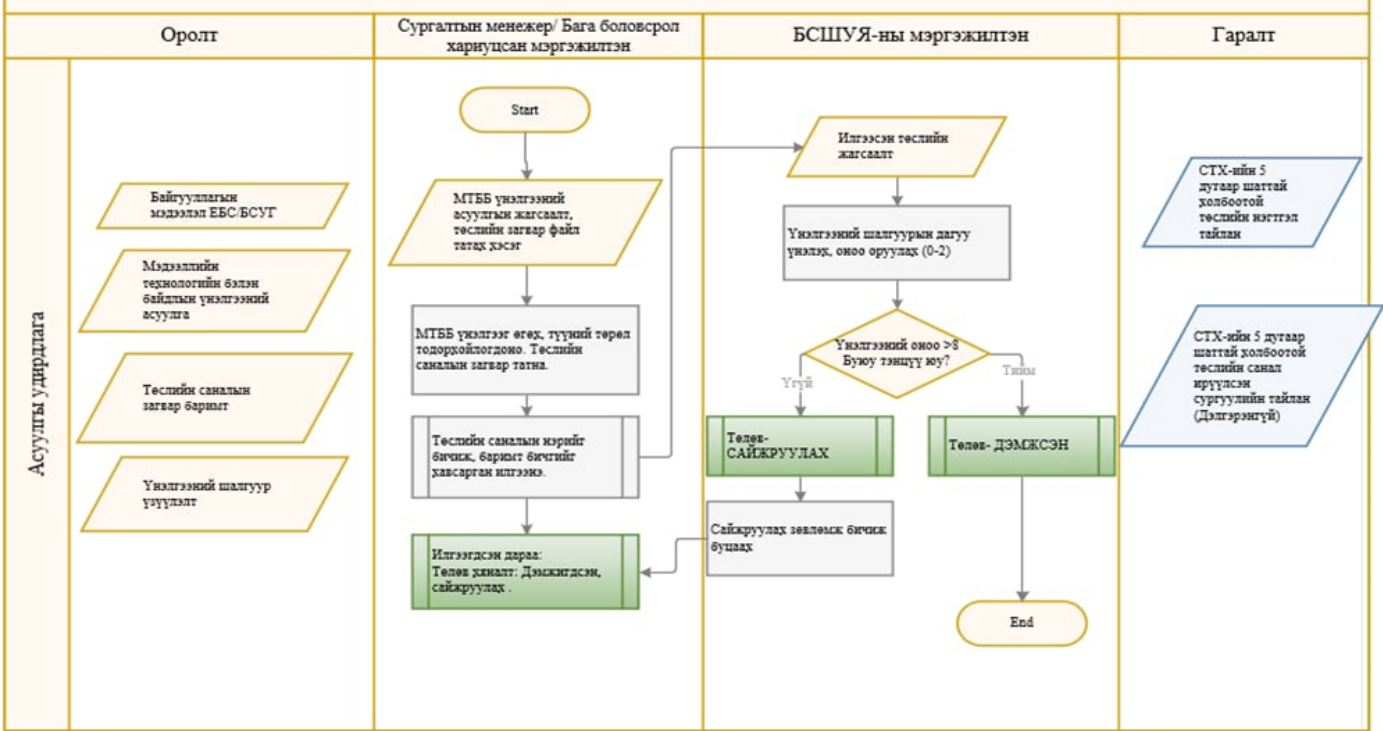 Оролт
Сургалтын менежер/ Бага боловсрол
хариуцсан мэргэжилтэн
БСШУЯ-ны мэргэжилтэн
Гаралт
Асуулгы удирдлага
Байгууллагын
мэдээлэл ЕБС/БСУГ
Мэдээллийн
технологийн бэлэн
байдлын үнэлгээний
асуулга
Төслийн саналын
загвар баримт
Үнэлгээний шалгуур
үзүүлэлт
Start
МТББ үнэлгээний
асуулгын жагсаалт,
төслийн загвар файл
татах хэсэг
МТББ үнэлгээг өгөх, түүний төрөл
тодорхойлогдоно. Төслийн
саналын загвар татна.
Төслийн саналын нэрийг
бичиж, баримт бичгийг
хавсарган илгээнэ.
Илгээгдсэн дараа:
Төлөв хяналт: Дэмжигдсэн,
сайжруулах .
Илгээсэн төслийн
жагсаалт
Үнэлгээний шалгуурын дагуу
үнэлэх, оноо оруулах (0-2)
Үнэлгээний оноо >8
Буюу тэнцүү юу?
Үгүй
Тийм
Төлөв-
САЙЖРУУЛАХ
Төлөв- ДЭМЖСЭН
Сайжруулах зөвлөмж бичиж
буцаах
End
СТХ-ийн 5
дугаар шаттай
холбоотой
төслийн нэгтгэл
тайлан
СТХ-ийн 5 дугаар
шаттай холбоотой
төслийн санал
ирүүлсэн
сургуулийн тайлан
(Дэлгэрэнгүй)